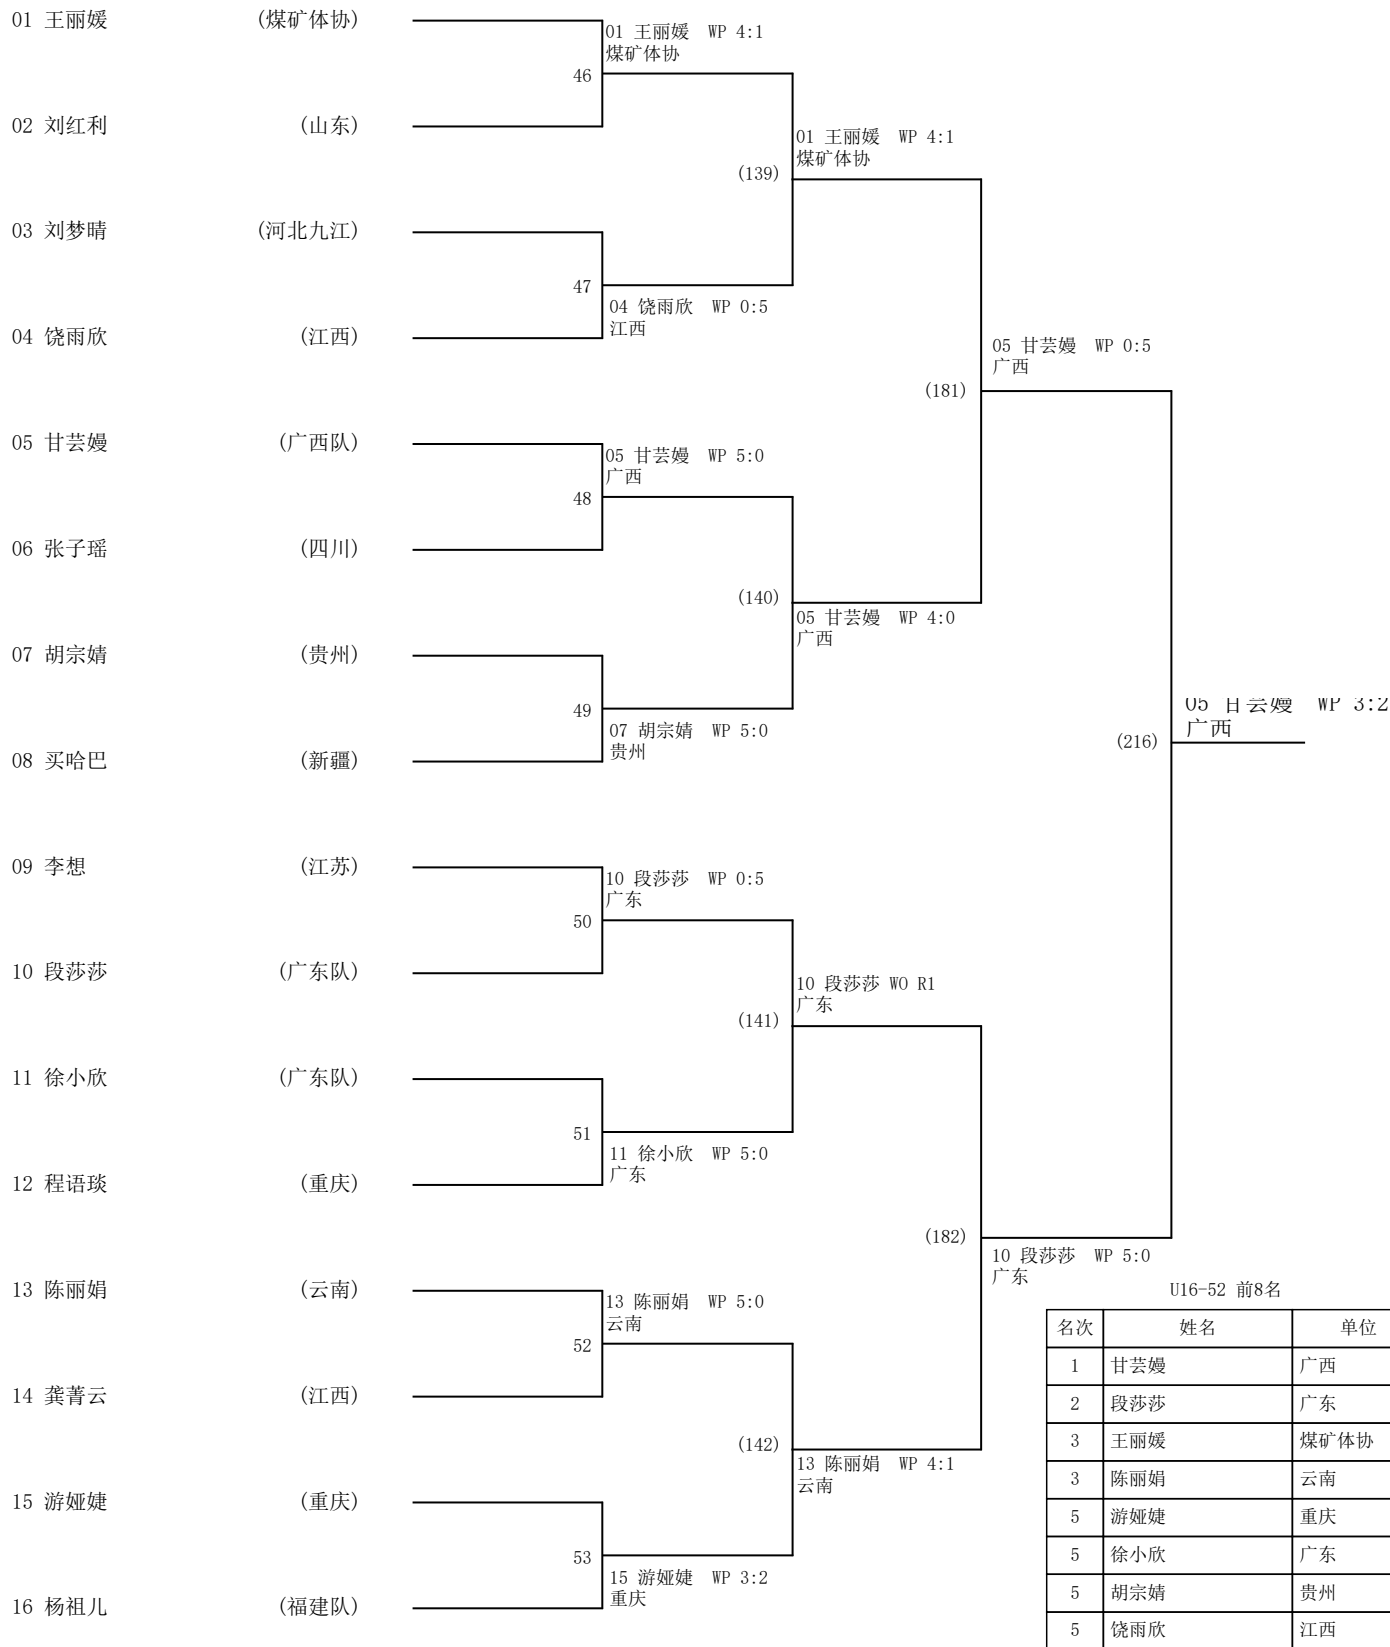 01 王丽媛 (煤矿体协)
01 王丽媛 WP 4:1
煤矿体协
46
02 刘红利 (山东)
01 王丽媛 WP 4:1
煤矿体协
(139)
03 刘梦晴 (河北九江)
47
04 饶雨欣 WP 0:5
江西
04 饶雨欣 (江西)
05 甘芸嫚 WP 0:5
广西
(181)
05 甘芸嫚 (广西队)
05 甘芸嫚 WP 5:0
广西
48
06 张子瑶 (四川)
(140)
05 甘芸嫚 WP 4:0
广西
07 胡宗婧 (贵州)
49
07 胡宗婧 WP 5:0
贵州
08 买哈巴 (新疆)
05 甘芸嫚 WP 3:2
广西
(216)
09 李想 (江苏)
10 段莎莎 WP 0:5
广东
50
10 段莎莎 (广东队)
10 段莎莎 WO R1
广东
(141)
11 徐小欣 (广东队)
51
11 徐小欣 WP 5:0
广东
12 程语琰 (重庆)
(182)
10 段莎莎 WP 5:0
广东
13 陈丽娟 (云南)
13 陈丽娟 WP 5:0
云南
52
14 龚菁云 (江西)
(142)
13 陈丽娟 WP 4:1
云南
15 游娅婕 (重庆)
53
15 游娅婕 WP 3:2
重庆
16 杨祖儿 (福建队)
U16-52 前8名
名次 姓名 单位
1 甘芸嫚 广西
2 段莎莎 广东
3 王丽媛 煤矿体协
3 陈丽娟 云南
5 游娅婕 重庆
5 徐小欣 广东
5 胡宗婧 贵州
5 饶雨欣 江西